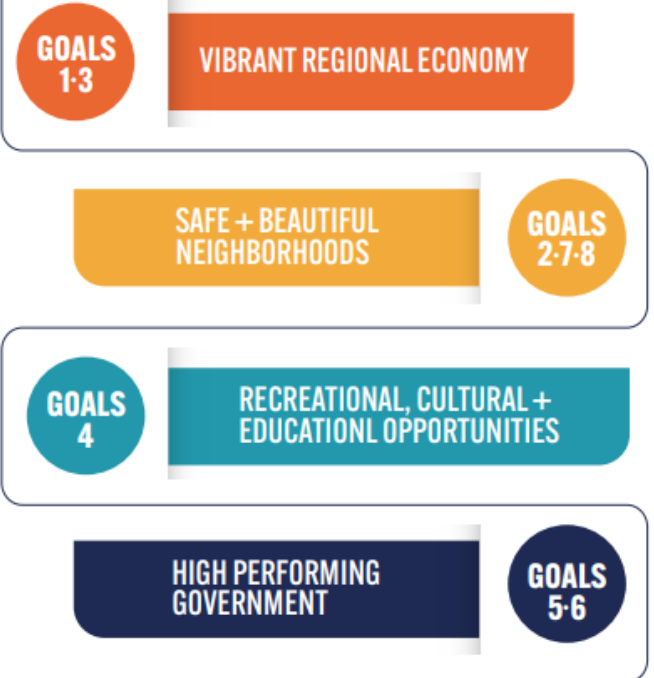 GOALS
1·3
VIBRANT REGIONAL ECONOMY
SAFE + BEAUTIFUL
NEIGHBORHOODS
GOALS
2·7·8
GOALS
4
RECREATIONAL, CULTURAL +
EDUCATIONL OPPORTUNITIES
HIGH PERFORMING
GOVERNMENT
GOALS
5·6